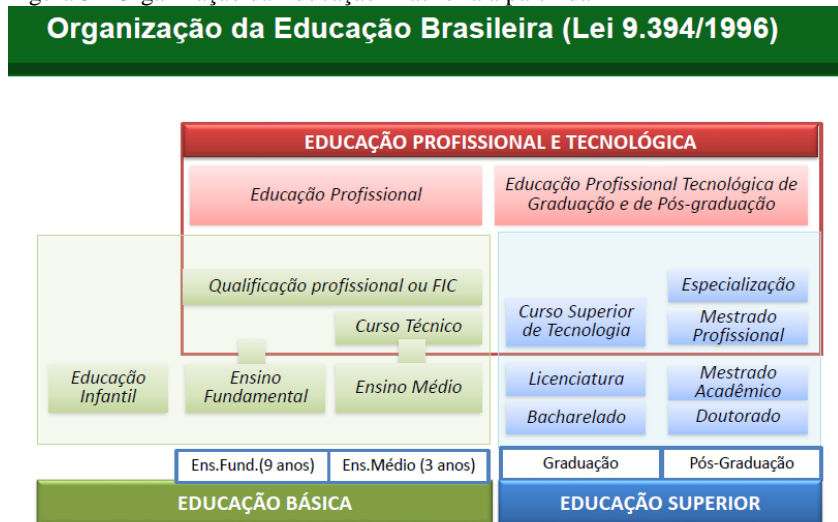 Organização da Educação Brasileira (Lei 9.394/1996)
EDUCAÇÃO PROFISSIONAL E TECNOLÓGICA
Educação Profissional
Educação Profissional Tecnológica de
Graduação e de Pós-graduação
Qualificação profissional ou FIC
Curso Técnico
Curso Superior
de Tecnologia
Especialização
Mestrado
Profissional
Educação
Infantil
Ensino
Fundamental
Ensino Médio
Licenciatura
Bacharelado
Mestrado
Acadêmico
Doutorado
Ens.Fund.(9 anos)
Ens.Médio (3 anos)
Graduação
Pós-Graduação
EDUCAÇÃO BÁSICA
EDUCAÇÃO SUPERIOR